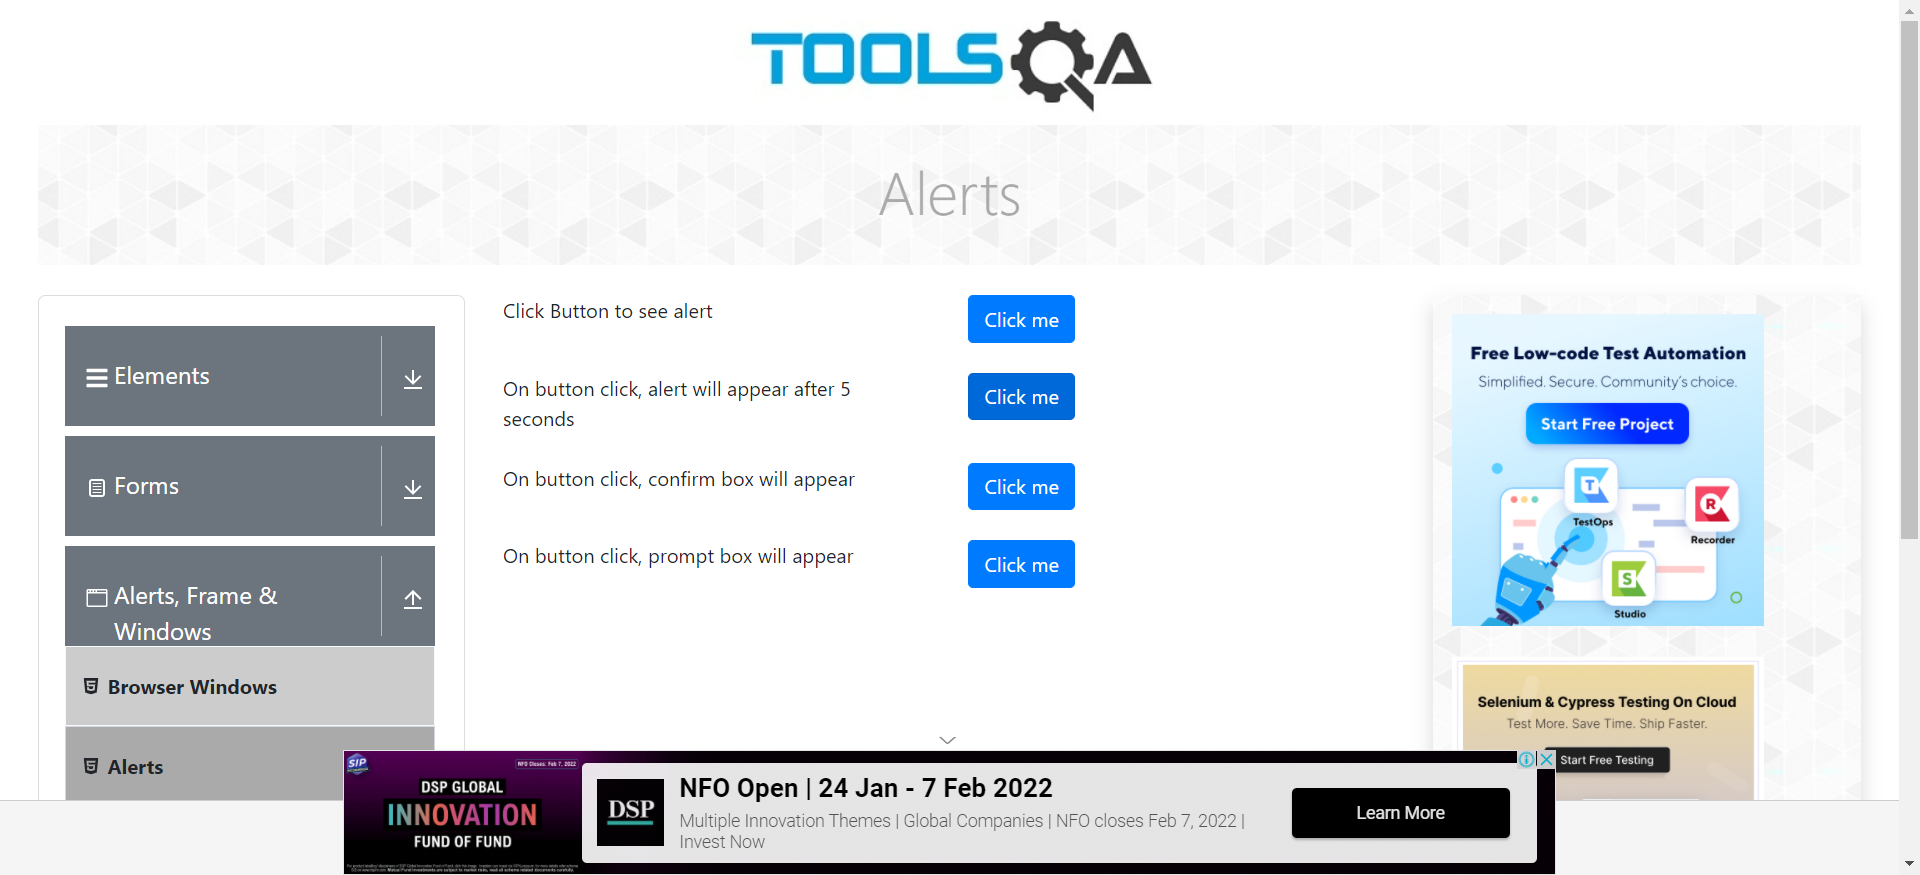 TOOLSQA
Alerts
Elements
Forms
Alerts, Frame &
Windows
Browser Windows
Alerts
Click Button to see alert
Click me
On button click, alert will appear after 5
seconds
Click me
On button click, confirm box will appear
Click me
On button click, prompt box will appear
Click me
Free Low-code Test Automation
Simplified. Secure. Community's choice.
Start Free Project
TestOps
Recorder
Studio
Selenium & Cypress Testing On Cloud
Test More. Save Time. Ship Faster.
Start Free Testing
SIP
NFO Closes: Feb 7, 2022
DSP GLOBAL
INNOVATION
FUND OF FUND
DSP
NFO Open | 24 Jan - 7 Feb 2022
Multiple Innovation Themes | Global Companies | NFO closes Feb 7, 2022 |
Invest Now
Learn More